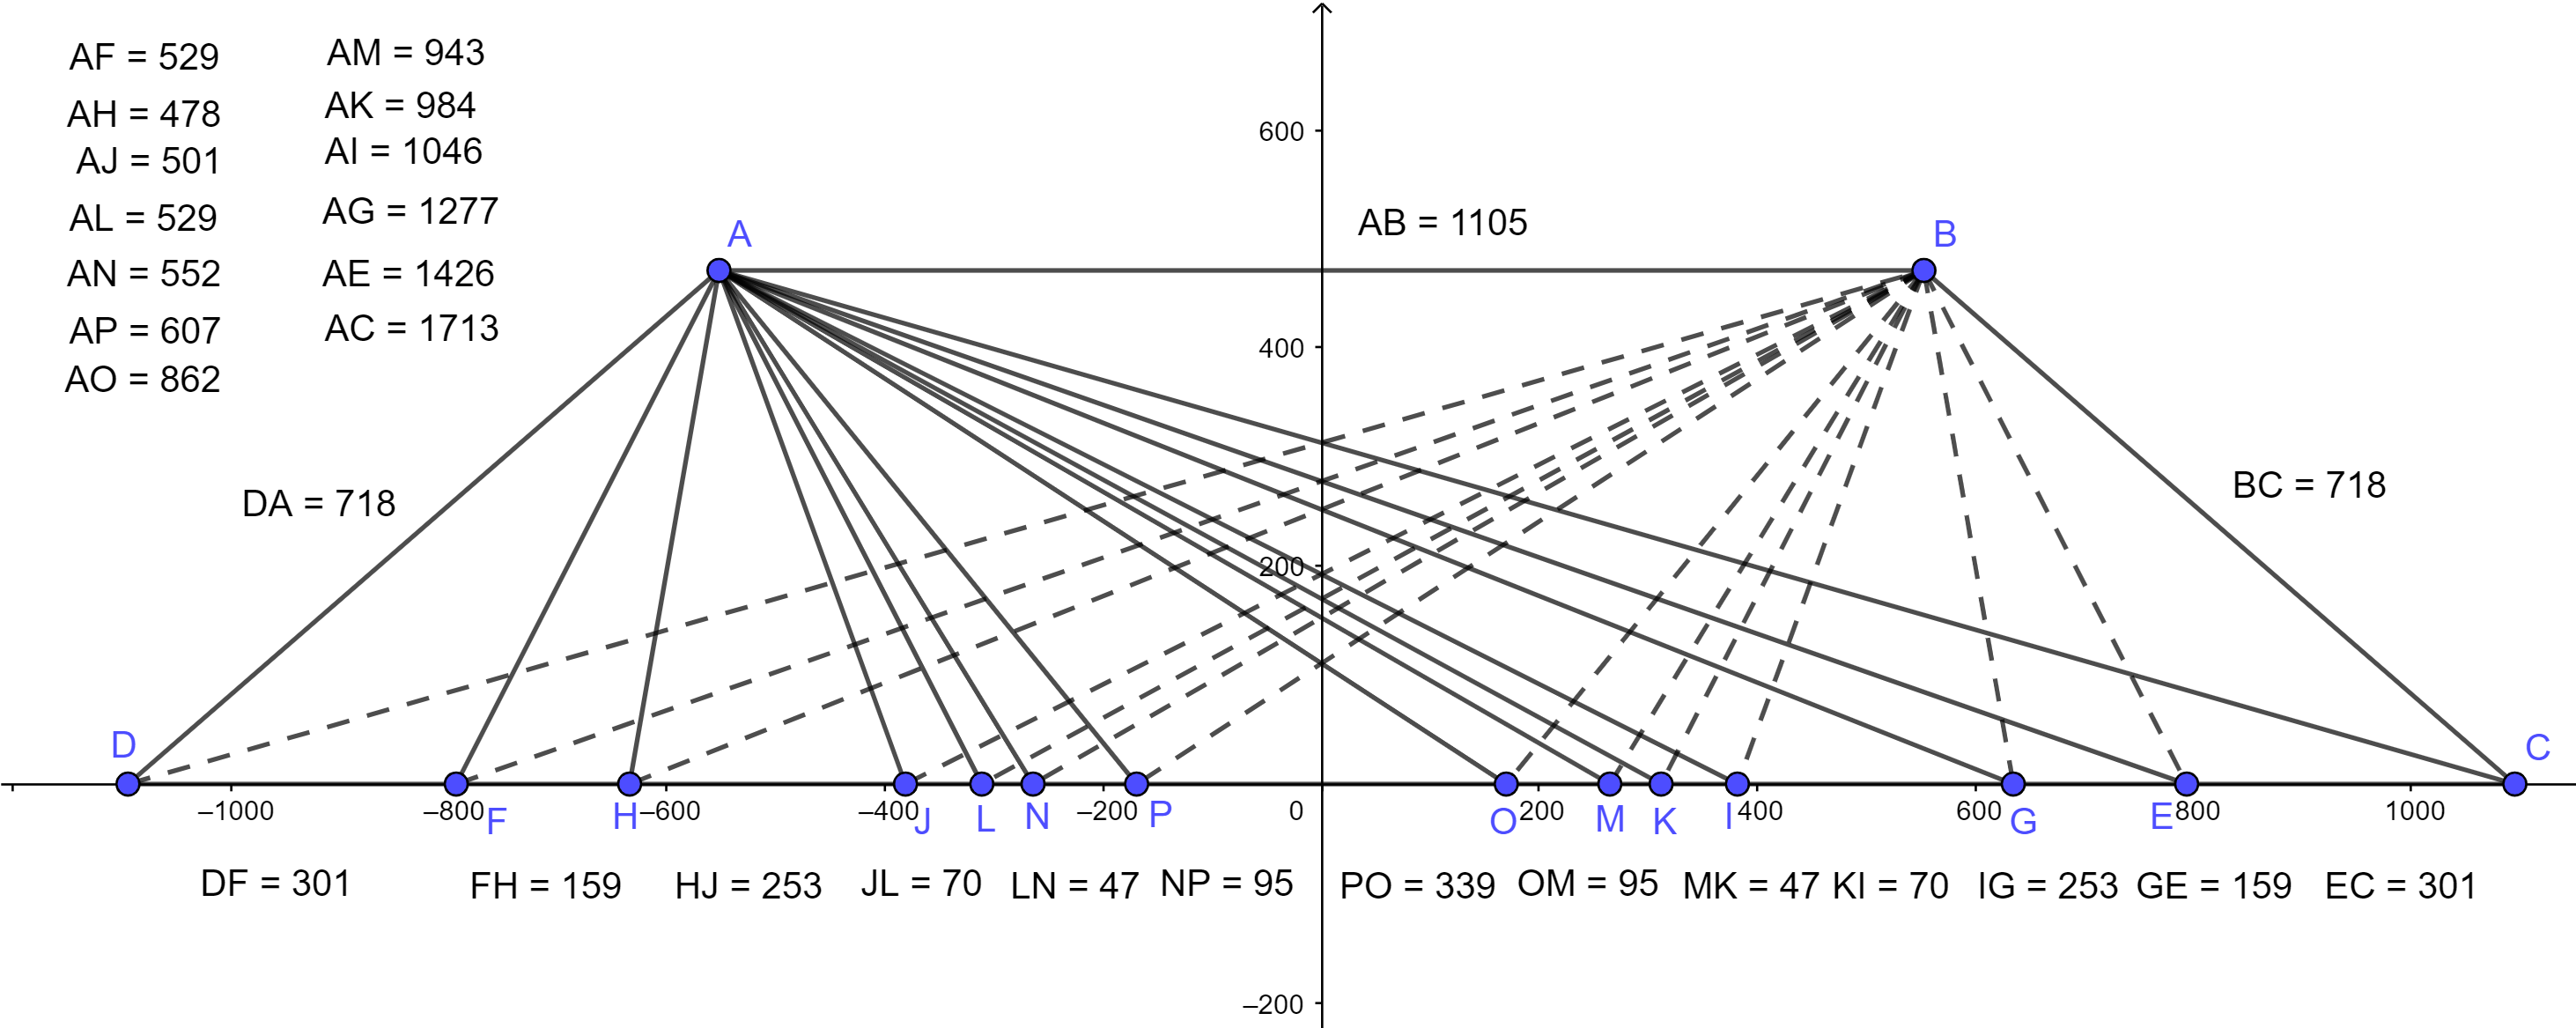 AF = 529
AM = 943
AH = 478
AK = 984
AJ = 501
AI = 1046
AL = 529
AG = 1277
AN = 552
AE = 1426
AP = 607
AC = 1713
AO = 862
600
AB = 1105
A
B
400
DA = 718
BC = 718
200
D
C
–1000
–800
F
H
–600
–400
J
L
N
–200
P
0
O
200
M
K
I
400
600
G
E
800
1000
DF = 301
FH = 159
HJ = 253
JL = 70
LN = 47
NP = 95
PO = 339
OM = 95
MK = 47
KI = 70
IG = 253
GE = 159
EC = 301
–200